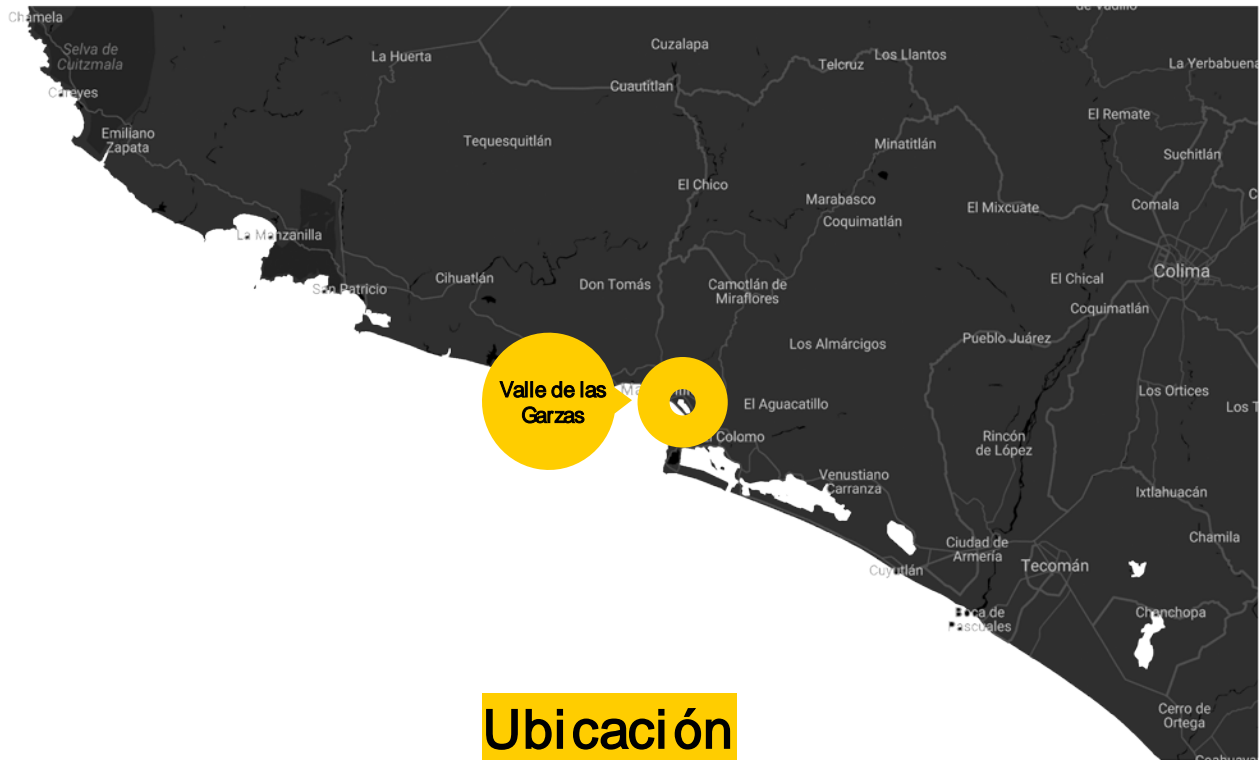 Chamela
de Vadillo
Selva de
Cuitzmala
La Huerta
Cuzalapa
Telcruz
Los Llantos
La Yerbabuena
Careyes
Cuautitlan
El Remate
Emiliano
Zapata
Tequesquitlán
Minatitlán
Suchitlán
El Chico
Marabasco
Coquimatlán
El Mixcuate
Comala
La Manzanilla
Colima
San Patricio
Cihuatlán
Don Tomás
Camotlán de
Miraflores
El Chical
Coquimatlán
Los Almárcigos
Pueblo Juárez
Valle de las
Garzas
Ma
El Aguacatillo
Los Ortices
Los T
Colomo
Rincón
de López
Venustiano
Carranza
Ixtlahuacán
Ciudad de
Armería
Chamila
Cuyutlán
Tecomán
Boca de
Pascuales
Chanchopa
Cerro de
Ortega
Ubicación